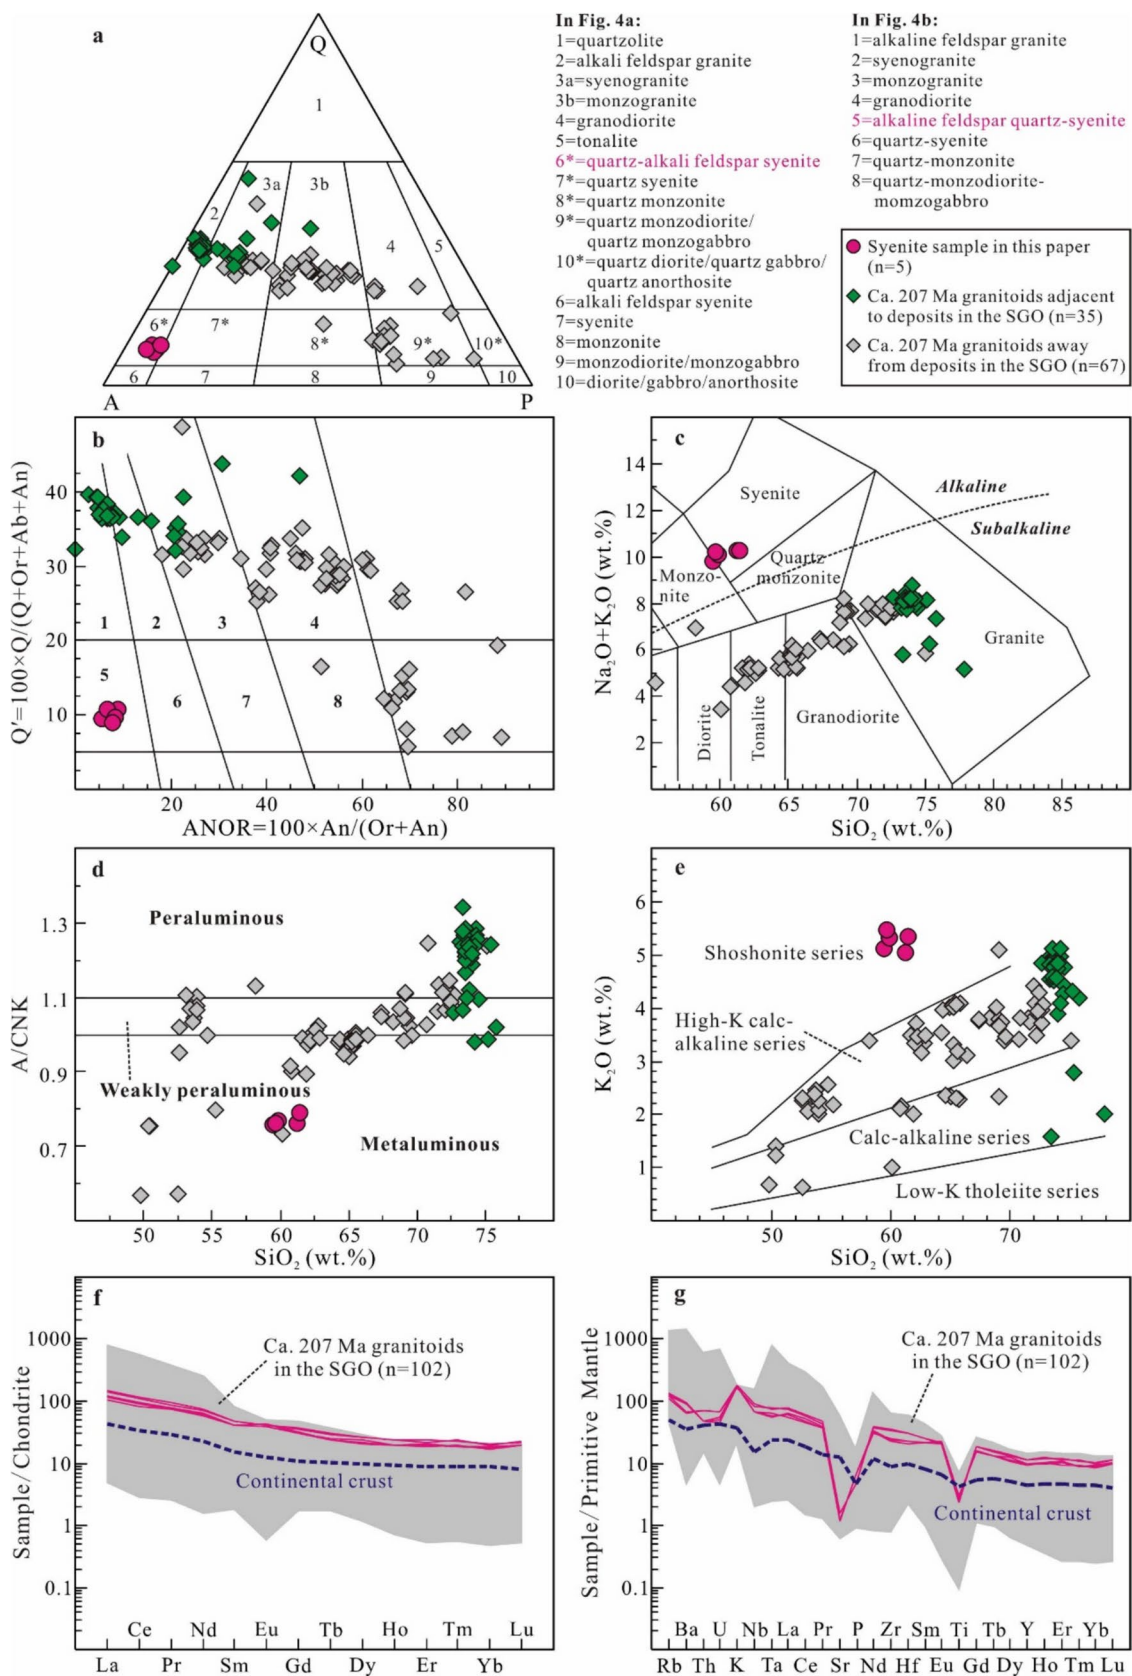 a
Q
1
2
3a
3b
4
5
6*
7*
8*
9*
10*
6
7
8
9
10
A
P
In Fig. 4a:
1=quartzolite
2=alkali feldspar granite
3a=syenogranite
3b=monzogranite
4=granodiorite
5=tonalite
6*=quartz-alkali feldspar syenite
7*=quartz syenite
8*=quartz monzonite
9*=quartz monzodiorite/
quartz monzogabbro
10*=quartz diorite/quartz gabbro/
quartz anorthosite
6=alkali feldspar syenite
7=syenite
8=monzonite
9=monzodiorite/monzogabbro
10=diorite/gabbro/anorthosite
In Fig. 4b:
1=alkaline feldspar granite
2=syenogranite
3=monzogranite
4=granodiorite
5=alkaline feldspar quartz-syenite
6=quartz-syenite
7=quartz-monzonite
8=quartz-monzodiorite-
momzogabbro
Syenite sample in this paper
(n=5)
Ca. 207 Ma granitoids adjacent
to deposits in the SGO (n=35)
Ca. 207 Ma granitoids away
from deposits in the SGO (n=67)
b
Q'=100×Q/(Q+Or+Ab+An)
40
30
20
10
1
2
3
4
5
6
7
8
20
40
60
80
ANOR=100×An/(Or+An)
c
Na₂O+K₂O (wt.%)
14
12
10
8
6
4
2
Syenite
Alkaline
Subalkaline
Monzo-
nite
Quartz
monzonite
Granite
Diorite
Tonalite
Granodiorite
60
65
70
75
80
85
SiO₂ (wt.%)
d
A/CNK
1.3
1.1
0.9
0.7
Peraluminous
Weakly peraluminous
Metaluminous
50
55
60
65
70
75
SiO₂ (wt.%)
e
K₂O (wt.%)
6
5
4
3
2
1
Shoshonite series
High-K calc-
alkaline series
Calc-alkaline series
Low-K tholeiite series
50
60
70
SiO₂ (wt.%)
f
Sample/Chondrite
1000
100
10
1
0.1
Ca. 207 Ma granitoids
in the SGO (n=102)
Continental crust
Ce
Nd
Eu
Tb
Ho
Tm
Lu
La
Pr
Sm
Gd
Dy
Er
Yb
g
Sample/Primitive Mantle
1000
100
10
1
0.1
Ca. 207 Ma granitoids
in the SGO (n=102)
Continental crust
Ba
U
Nb
La
Pr
P
Zr
Sm
Ti
Tb
Y
Er
Yb
Rb
Th
K
Ta
Ce
Sr
Nd
Hf
Eu
Gd
Dy
Ho
Tm
Lu